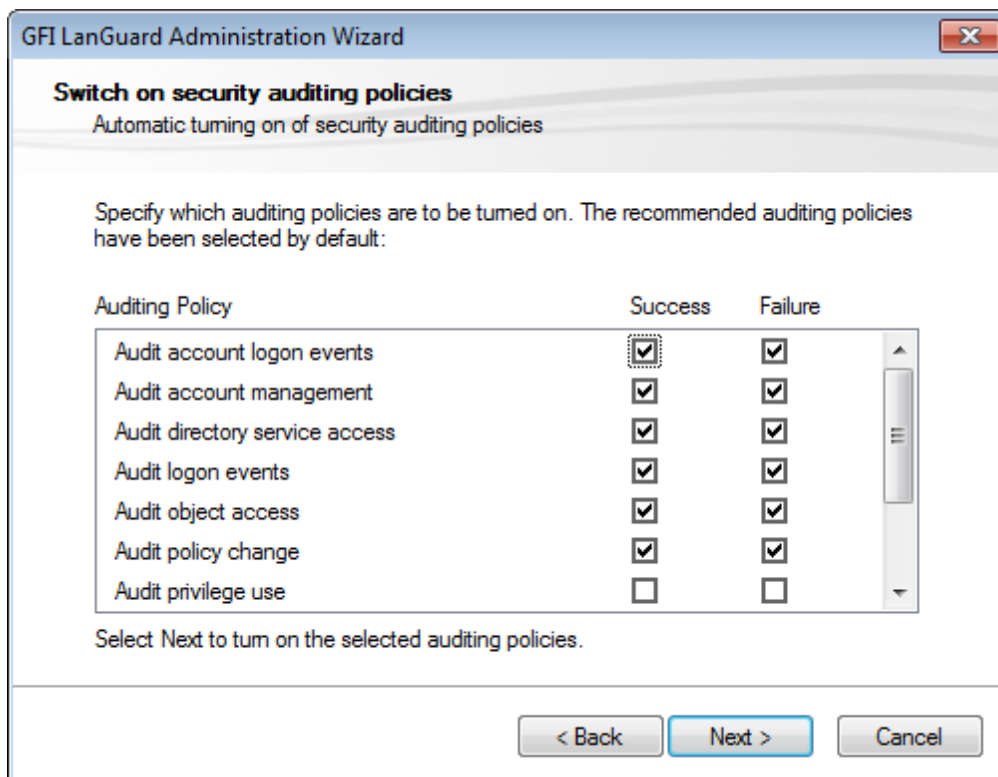 GFI LanGuard Administration Wizard
Switch on security auditing policies
Automatic turning on of security auditing policies
Specify which auditing policies are to be turned on. The recommended auditing policies
have been selected by default:
Auditing Policy Success Failure
Audit account logon events
Audit account management
Audit directory service access
Audit logon events
Audit object access
Audit policy change
Audit privilege use
Select Next to turn on the selected auditing policies.
< Back Next > Cancel